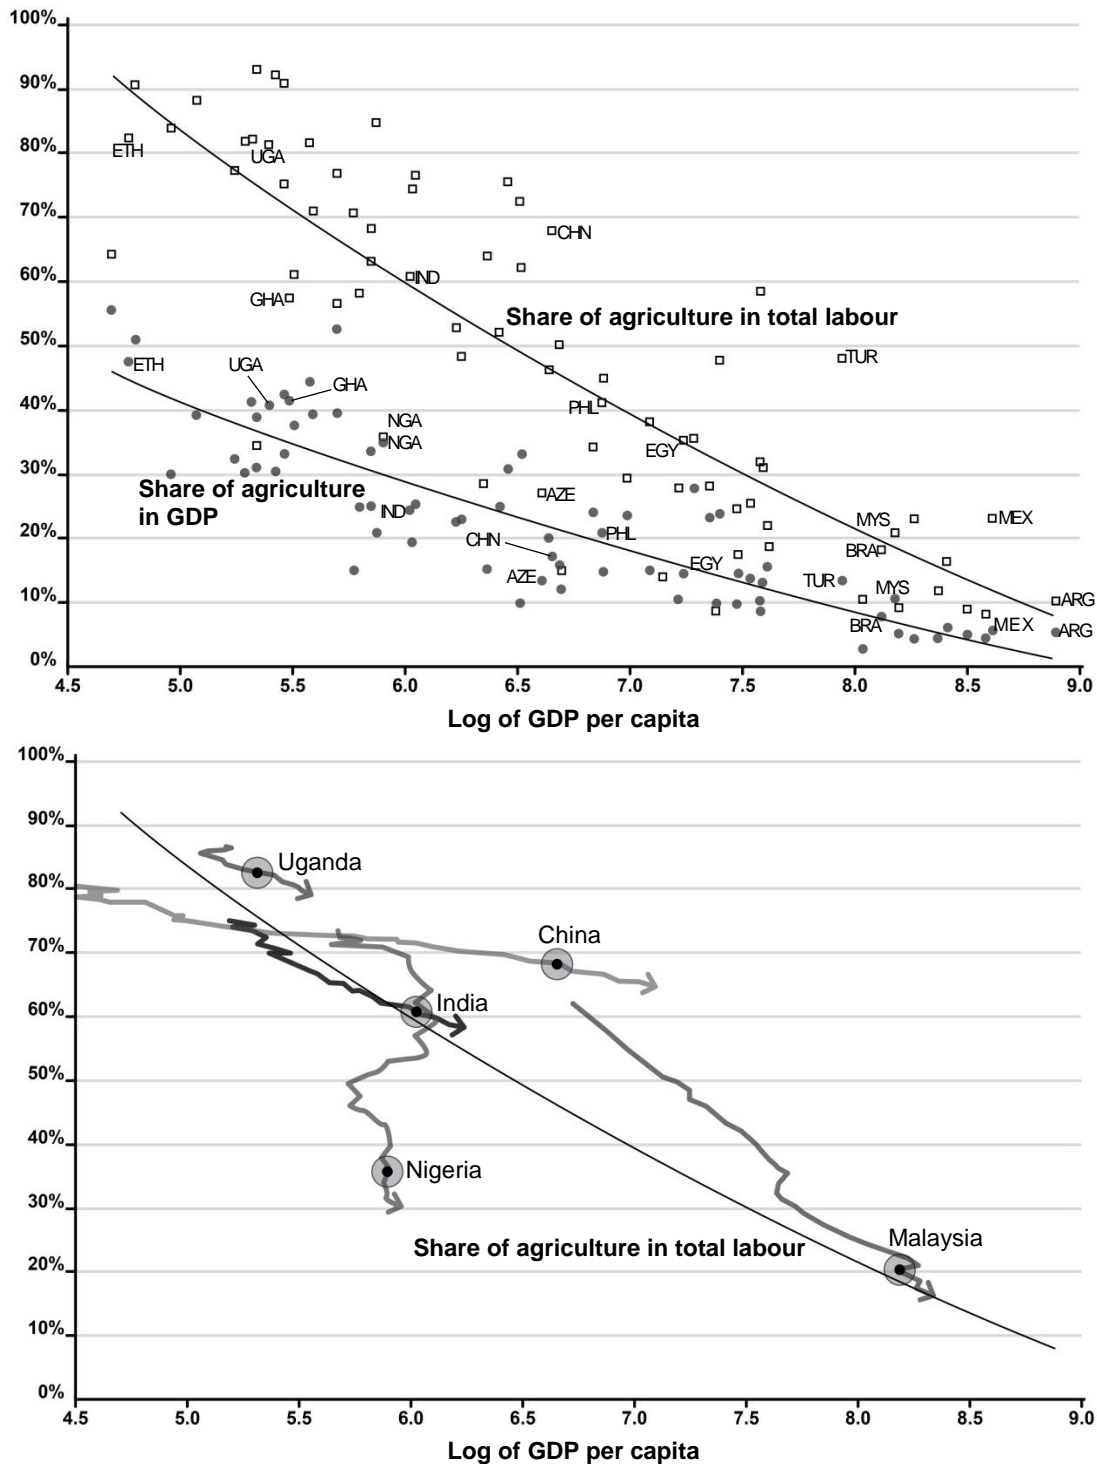 100%
90%
80%
70%
60%
50%
40%
30%
20%
10%
0%
ETH
UGA
CHN
IND
GHA
Share of agriculture in total labour
TUR
ETH
UGA
GHA
PHL
NGA
NGA
EGY
Share of agriculture
in GDP
AZE
IND
CHN
PHL
MYS
MEX
BRA
AZE
EGY
TUR
MYS
ARG
BRA
MEX
ARG
4.5 5.0 5.5 6.0 6.5 7.0 7.5 8.0 8.5 9.0
Log of GDP per capita
100%
90%
80%
70%
60%
50%
40%
30%
20%
10%
0%
Uganda
China
India
Nigeria
Malaysia
Share of agriculture in total labour
4.5 5.0 5.5 6.0 6.5 7.0 7.5 8.0 8.5 9.0
Log of GDP per capita